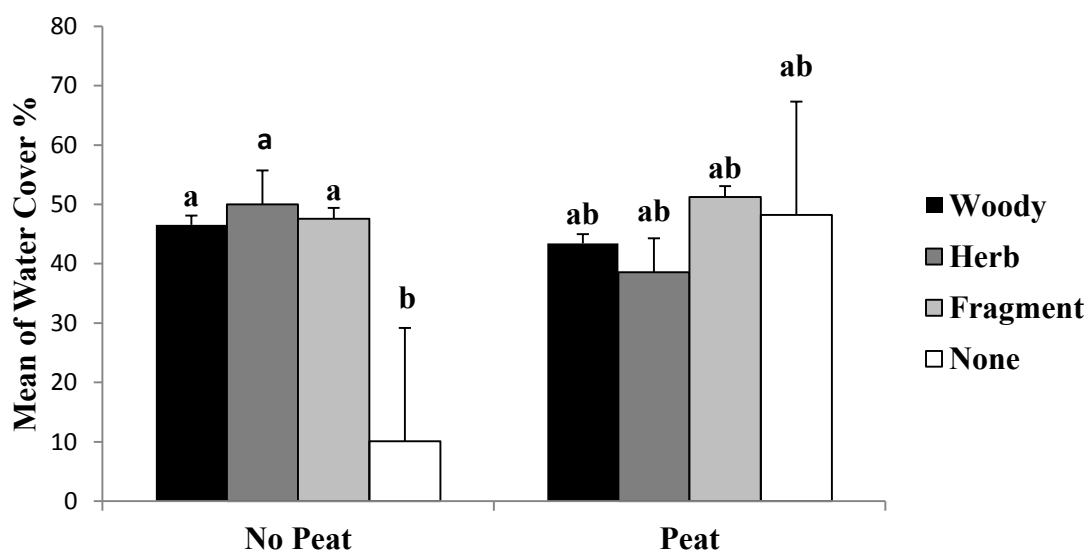 Mean of Water Cover %
80
70
60
50
40
30
20
10
0
a
a
a
b
ab
ab
ab
ab
No Peat
Peat
Woody
Herb
Fragment
None